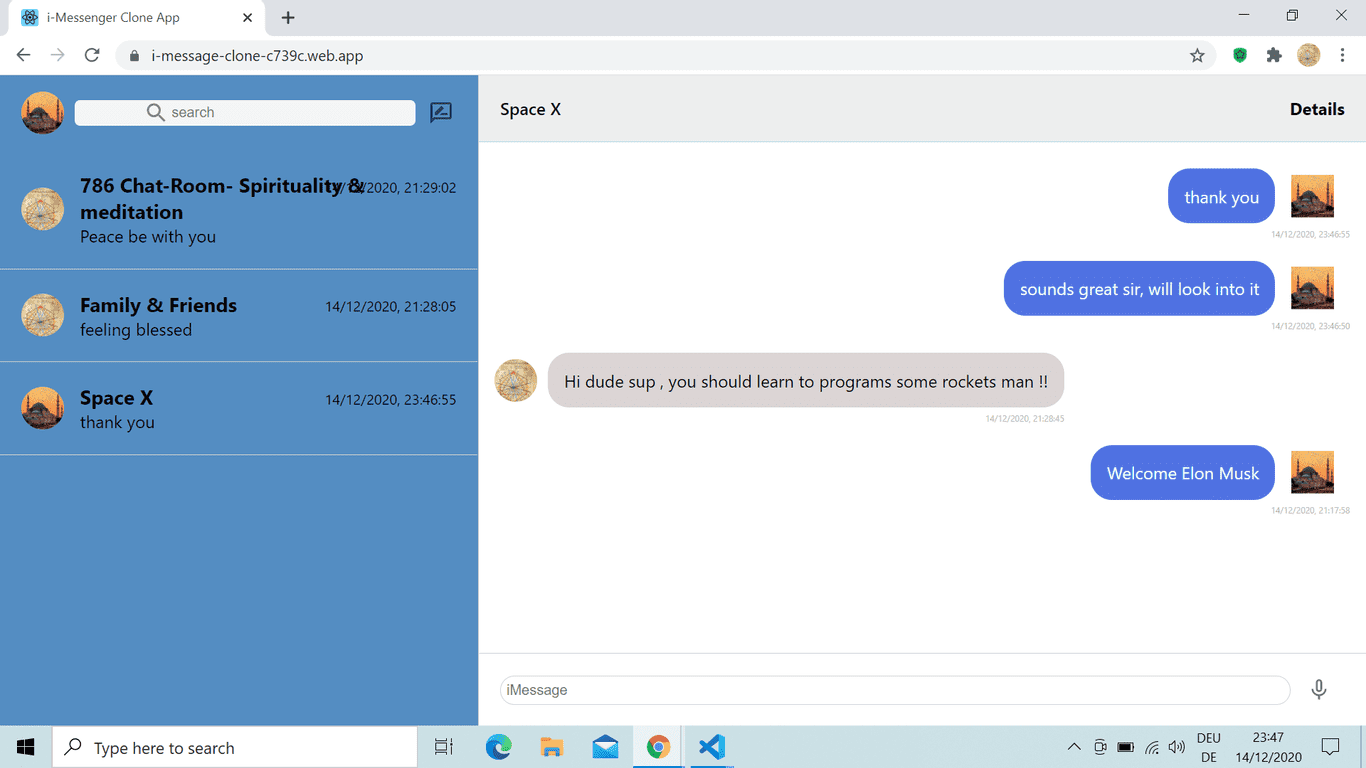 i-Messenger Clone App
i-message-clone-c739c.web.app
search
786 Chat-Room- Spirituality &
meditation
/2020, 21:29:02
Peace be with you
Family & Friends
14/12/2020, 21:28:05
feeling blessed
Space X
14/12/2020, 23:46:55
thank you
Space X
Details
thank you
14/12/2020, 23:46:55
sounds great sir, will look into it
14/12/2020, 23:46:50
Hi dude sup , you should learn to programs some rockets man !!
14/12/2020, 21:28:45
Welcome Elon Musk
14/12/2020, 21:17:58
iMessage
Type here to search
DEU
DE
23:47
14/12/2020